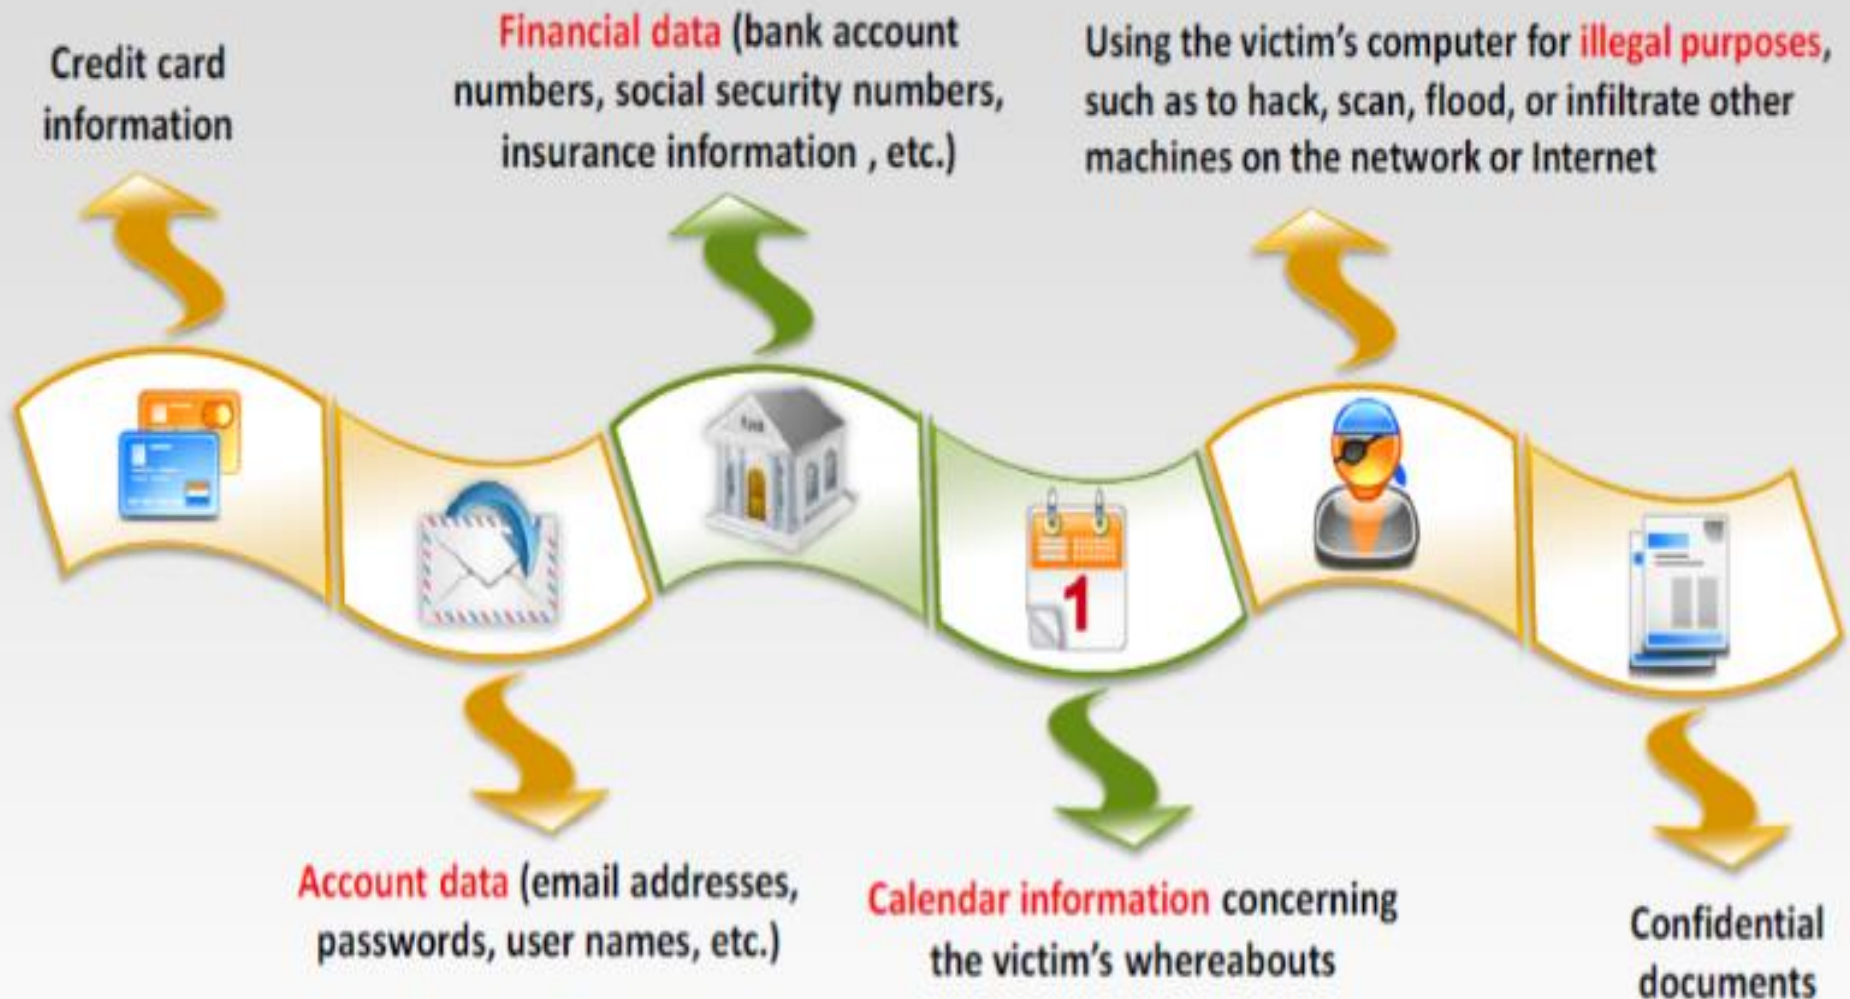 Credit card
information
Financial data (bank account
numbers, social security numbers,
insurance information , etc.)
Using the victim's computer for illegal purposes,
such as to hack, scan, flood, or infiltrate other
machines on the network or Internet
1
Account data (email addresses,
passwords, user names, etc.)
Calendar information concerning
the victim's whereabouts
Confidential
documents